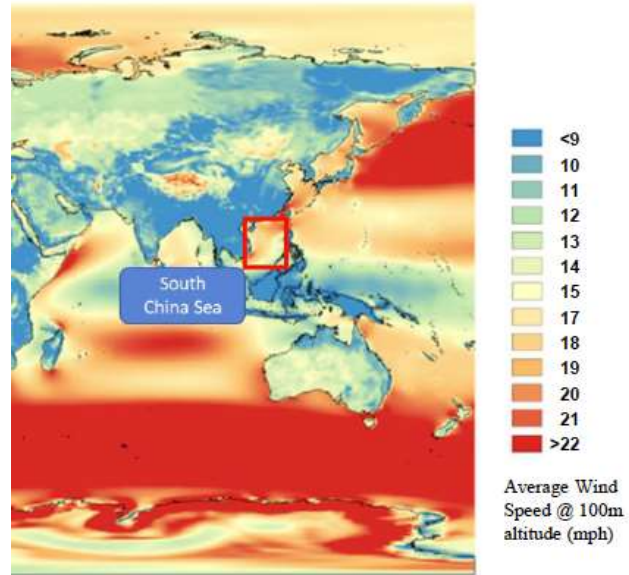 South
China Sea
<9
10
11
12
13
14
15
17
18
19
20
21
>22
Average Wind
Speed @ 100m
altitude (mph)